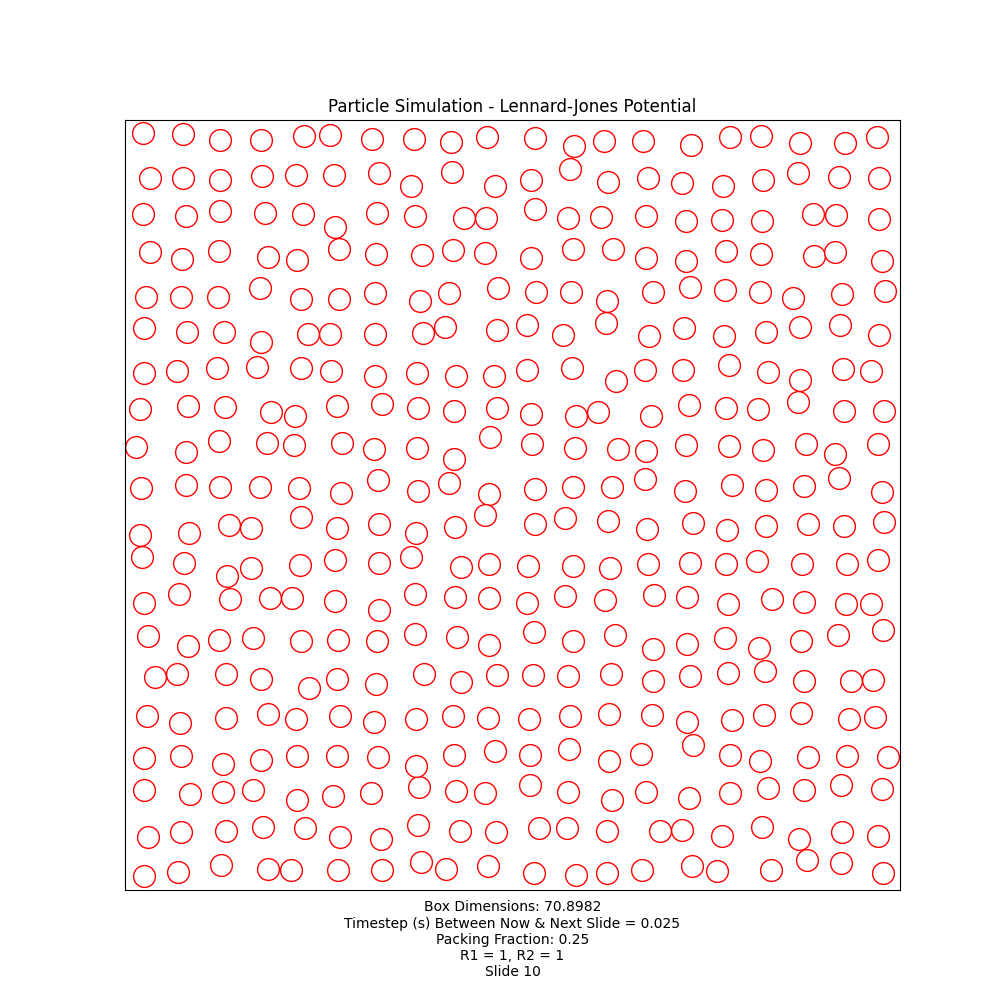 Particle Simulation - Lennard-Jones Potential
Box Dimensions: 70.8982
Timestep (s) Between Now & Next Slide = 0.025
Packing Fraction: 0.25
R1 = 1, R2 = 1
Slide 10